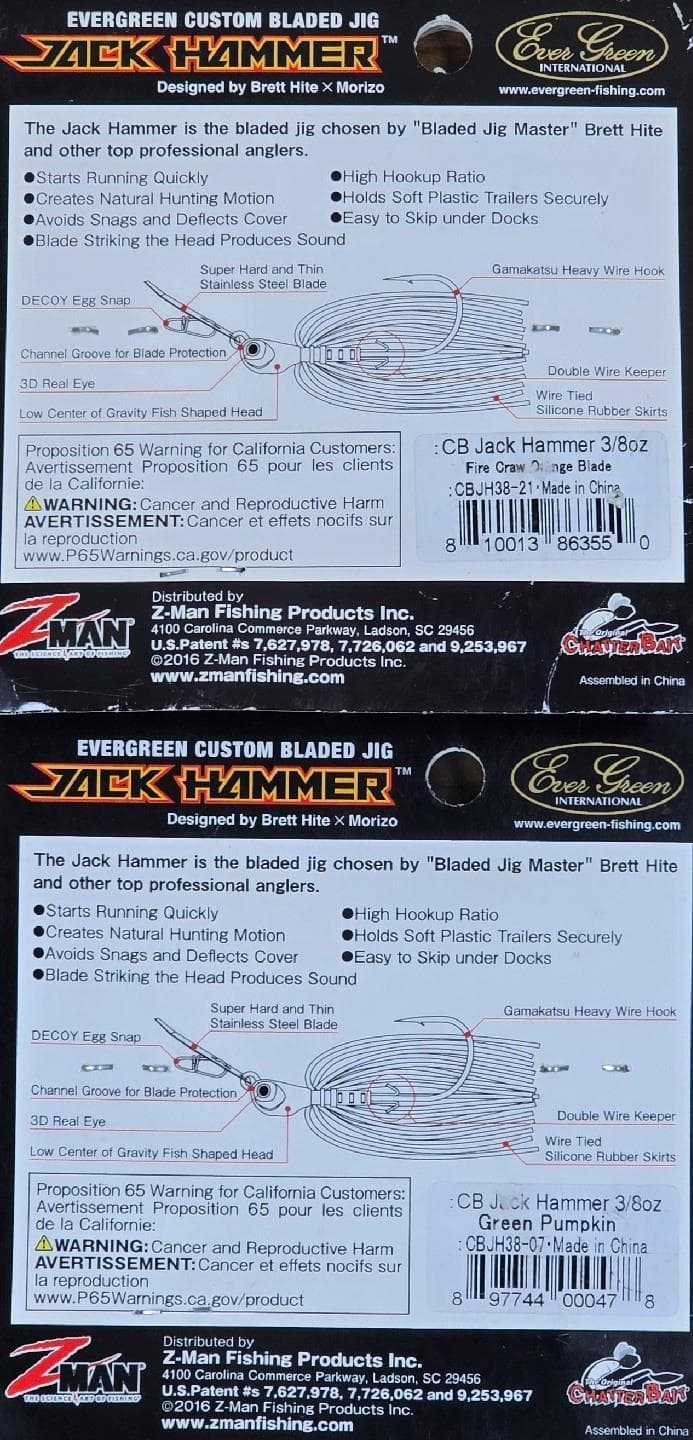 EVERGREEN CUSTOM BLADED JIG
JACK HAMMER™
Designed by Brett Hite × Morizo
Ever Green
INTERNATIONAL
www.evergreen-fishing.com
The Jack Hammer is the bladed jig chosen by "Bladed Jig Master" Brett Hite
and other top professional anglers.
●Starts Running Quickly
●High Hookup Ratio
●Creates Natural Hunting Motion
●Holds Soft Plastic Trailers Securely
●Avoids Snags and Deflects Cover
●Easy to Skip under Docks
●Blade Striking the Head Produces Sound
Super Hard and Thin
Stainless Steel Blade
Gamakatsu Heavy Wire Hook
DECOY Egg Snap
Channel Groove for Blade Protection
3D Real Eye
Low Center of Gravity Fish Shaped Head
Double Wire Keeper
Wire Tied
Silicone Rubber Skirts
Proposition 65 Warning for California Customers:
Avertissement Proposition 65 pour les clients
de la Californie:
⚠WARNING: Cancer and Reproductive Harm
AVERTISSEMENT: Cancer et effets nocifs sur
la reproduction
www.P65Warnings.ca.gov/product
:CB Jack Hammer 3/8oz
Fire Craw Orange Blade
:CBJH38-21·Made in China
8 10013 86355 0
Z MAN
THE SCIENCE & ART OF FISHING
Distributed by
Z-Man Fishing Products Inc.
4100 Carolina Commerce Parkway, Ladson, SC 29456
U.S.Patent #s 7,627,978, 7,726,062 and 9,253,967
©2016 Z-Man Fishing Products Inc.
www.zmanfishing.com
The Original
CHATTERBAIT
Assembled in China
EVERGREEN CUSTOM BLADED JIG
JACK HAMMER™
Designed by Brett Hite × Morizo
Ever Green
INTERNATIONAL
www.evergreen-fishing.com
The Jack Hammer is the bladed jig chosen by "Bladed Jig Master" Brett Hite
and other top professional anglers.
●Starts Running Quickly
●High Hookup Ratio
●Creates Natural Hunting Motion
●Holds Soft Plastic Trailers Securely
●Avoids Snags and Deflects Cover
●Easy to Skip under Docks
●Blade Striking the Head Produces Sound
Super Hard and Thin
Stainless Steel Blade
Gamakatsu Heavy Wire Hook
DECOY Egg Snap
Channel Groove for Blade Protection
3D Real Eye
Low Center of Gravity Fish Shaped Head
Double Wire Keeper
Wire Tied
Silicone Rubber Skirts
Proposition 65 Warning for California Customers:
Avertissement Proposition 65 pour les clients
de la Californie:
⚠WARNING: Cancer and Reproductive Harm
AVERTISSEMENT: Cancer et effets nocifs sur
la reproduction
www.P65Warnings.ca.gov/product
:CB Jack Hammer 3/8oz
Green Pumpkin
:CBJH38-07·Made in China
8 97744 00047 8
Z MAN
THE SCIENCE & ART OF FISHING
Distributed by
Z-Man Fishing Products Inc.
4100 Carolina Commerce Parkway, Ladson, SC 29456
U.S.Patent #s 7,627,978, 7,726,062 and 9,253,967
©2016 Z-Man Fishing Products Inc.
www.zmanfishing.com
The Original
CHATTERBAIT
Assembled in China